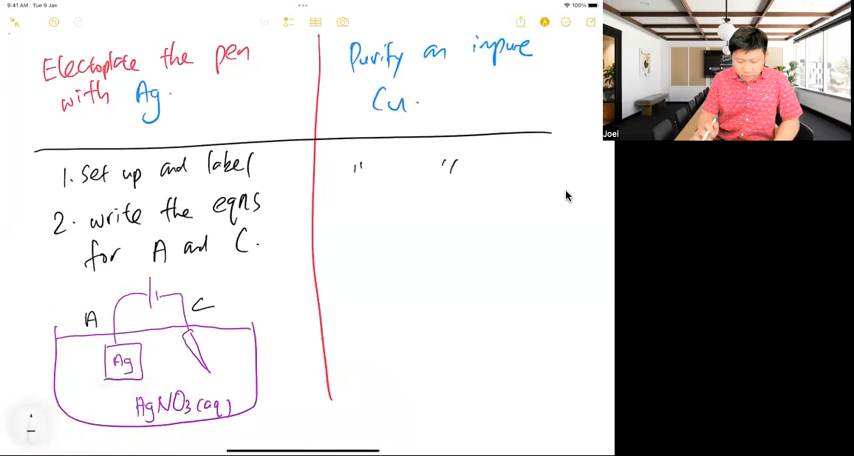 9:41 AM Tue 9 Jan
100%
Electoplate the pen
with Ag.
Purify an impure
Cu.
1. Set up and label
2. write the eqns
for A and C.
" "
A
C
Ag
AgNO3(aq)
Joel